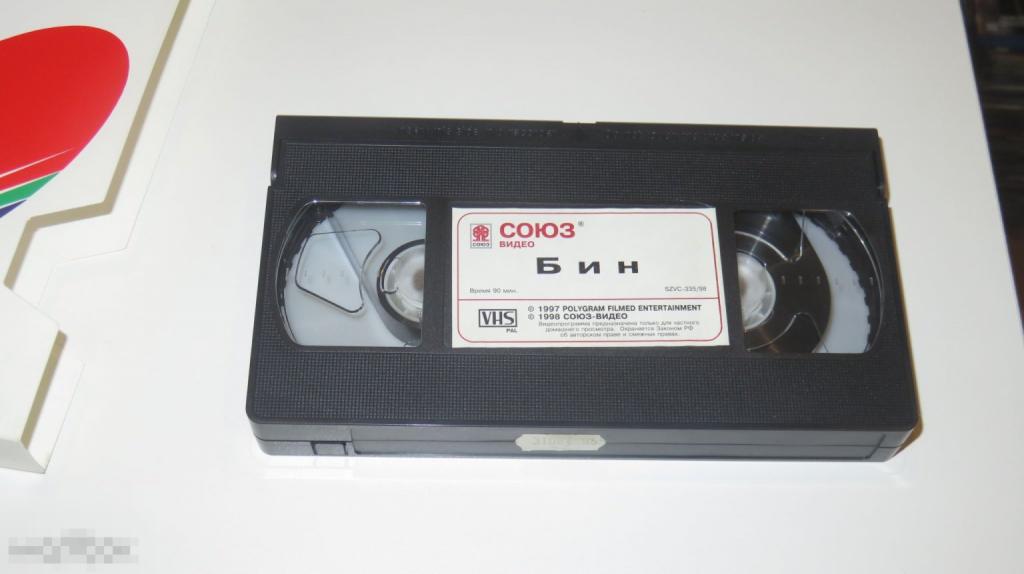 СОЮЗ®
ВИДЕО
СОЮЗ
Бин
Время 90 мин.
SZVC-335/98
VHS
PAL
© 1997 POLYGRAM FILMED ENTERTAINMENT
© 1998 СОЮЗ-ВИДЕО
Видеопрограмма предназначена только для частного
домашнего просмотра. Охраняется Законом РФ
об авторском праве и смежных правах.